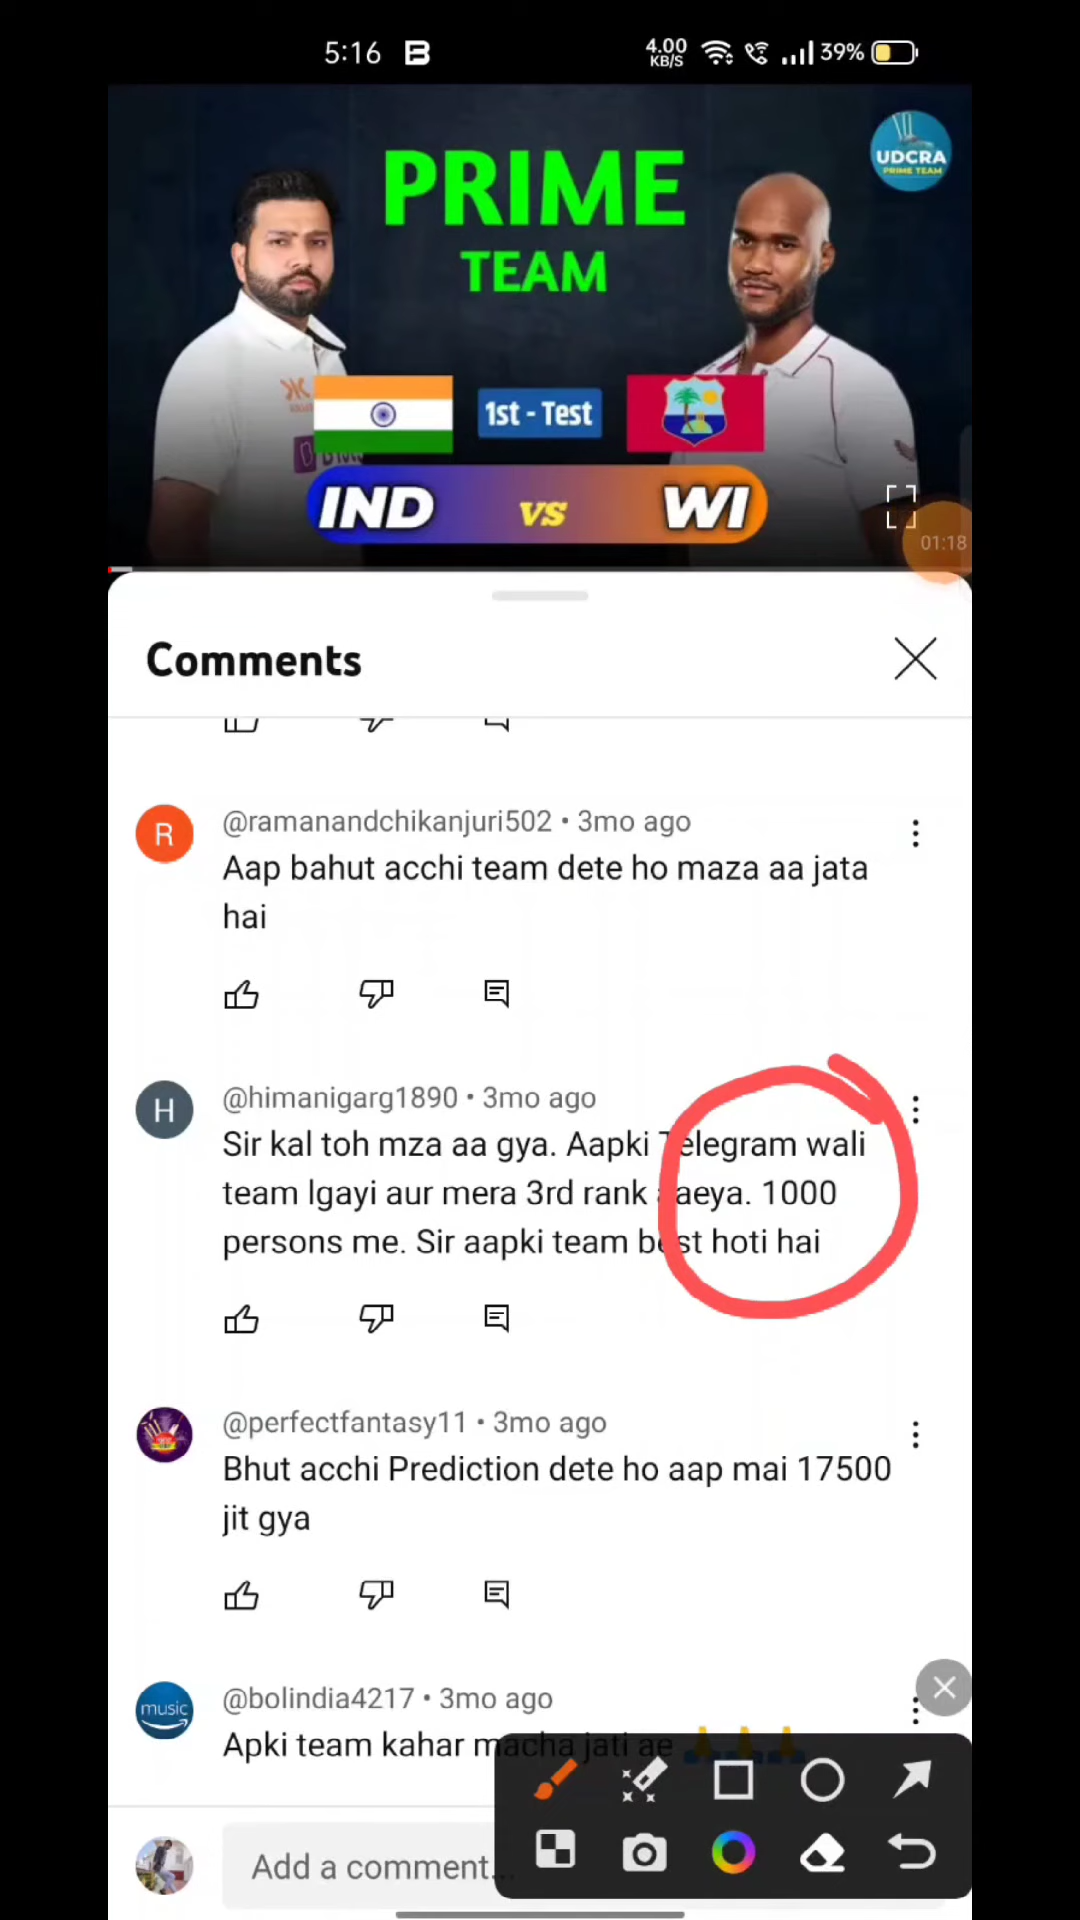 5:16
4.00
KB/S
39%
UDCRA
PRIME TEAM
PRIME
TEAM
1st - Test
IND vs WI
01:18
Comments
R
@ramanandchikanjuri502 • 3mo ago
Aap bahut acchi team dete ho maza aa jata
hai
H
@himanigarg1890 • 3mo ago
Sir kal toh mza aa gya. Aapki Telegram wali
team lgayi aur mera 3rd rank aaeya. 1000
persons me. Sir aapki team best hoti hai
@perfectfantasy11 • 3mo ago
Bhut acchi Prediction dete ho aap mai 17500
jit gya
music
@bolindia4217 • 3mo ago
Apki team kahar macha jati ae 🙏🙏🙏
Add a comment...